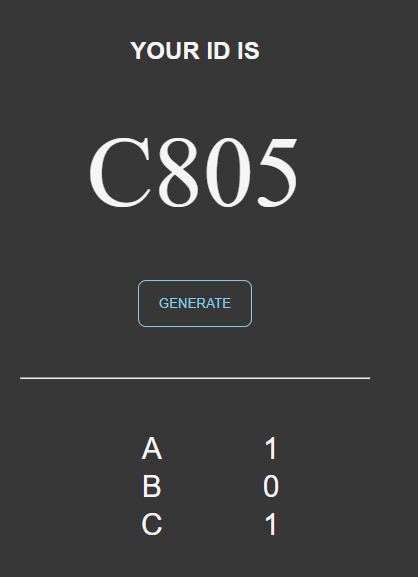 YOUR ID IS
C805
GENERATE
A 1
B 0
C 1